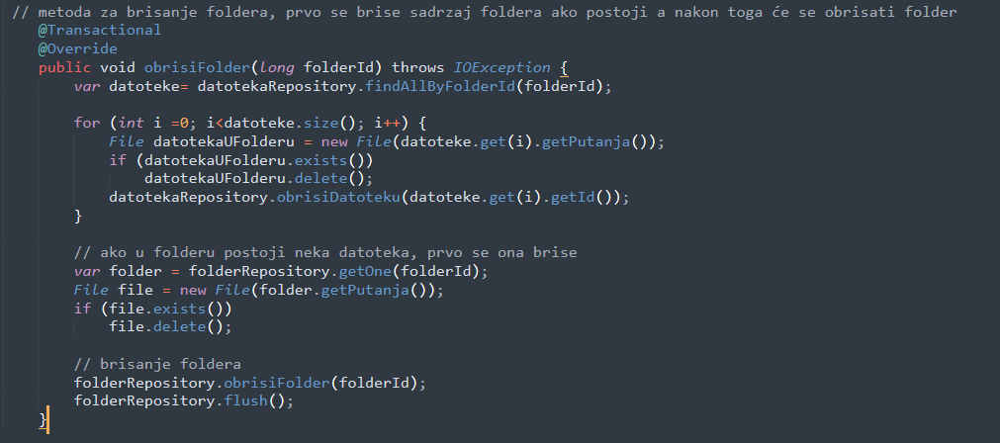 // metoda za brisanje foldera, prvo se brise sadrzaj foldera ako postoji a nakon toga će se obrisati folder
@Transactional
@Override
public void obrisiFolder(long folderId) throws IOException {
var datoteke= datotekaRepository.findAllByFolderId(folderId);
for (int i =0; i<datoteke.size(); i++) {
File datotekaUFolderu = new File(datoteke.get(i).getPutanja());
if (datotekaUFolderu.exists())
datotekaUFolderu.delete();
datotekaRepository.obrisiDatoteku(datoteke.get(i).getId());
}
// ako u folderu postoji neka datoteka, prvo se ona brise
var folder = folderRepository.getOne(folderId);
File file = new File(folder.getPutanja());
if (file.exists())
file.delete();
// brisanje foldera
folderRepository.obrisiFolder(folderId);
folderRepository.flush();
}